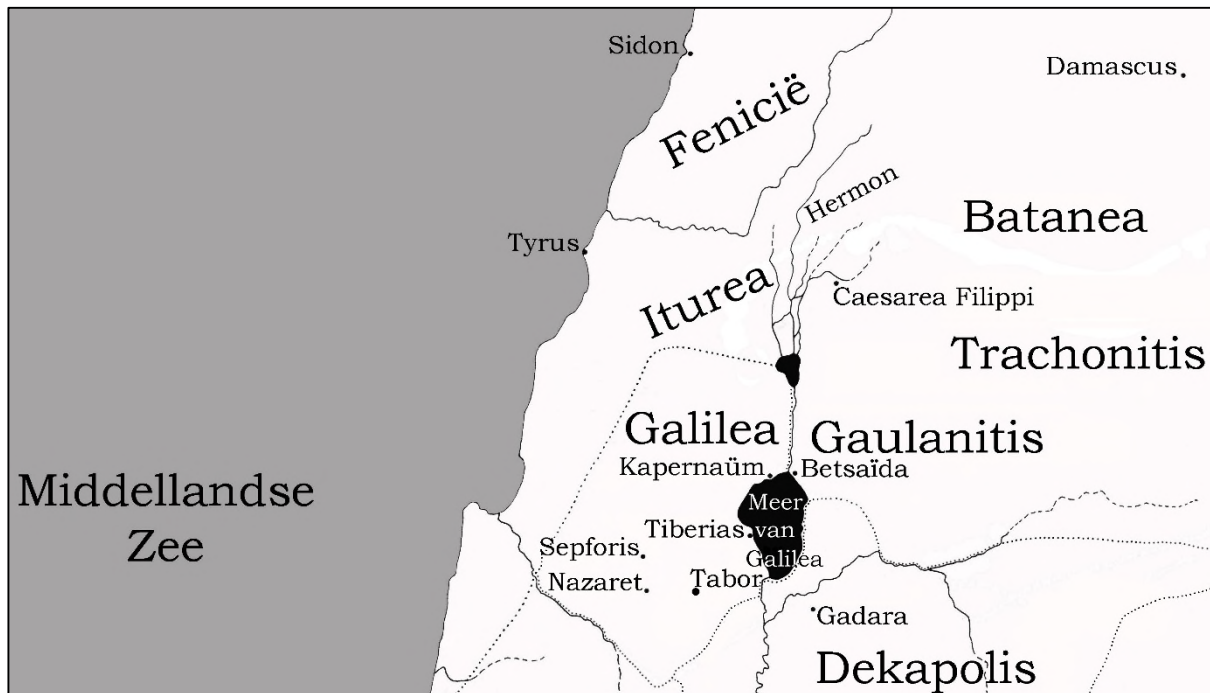 Sidon
Damascus
Fenicië
Hermon
Batanea
Tyrus
Iturea
Caesarea Filippi
Trachonitis
Galilea
Gaulanitis
Kapernaüm
Betsaïda
Middellandse
Zee
Meer
van
Galilea
Tiberias
Sepforis
Nazaret
Tabor
Gadara
Dekapolis